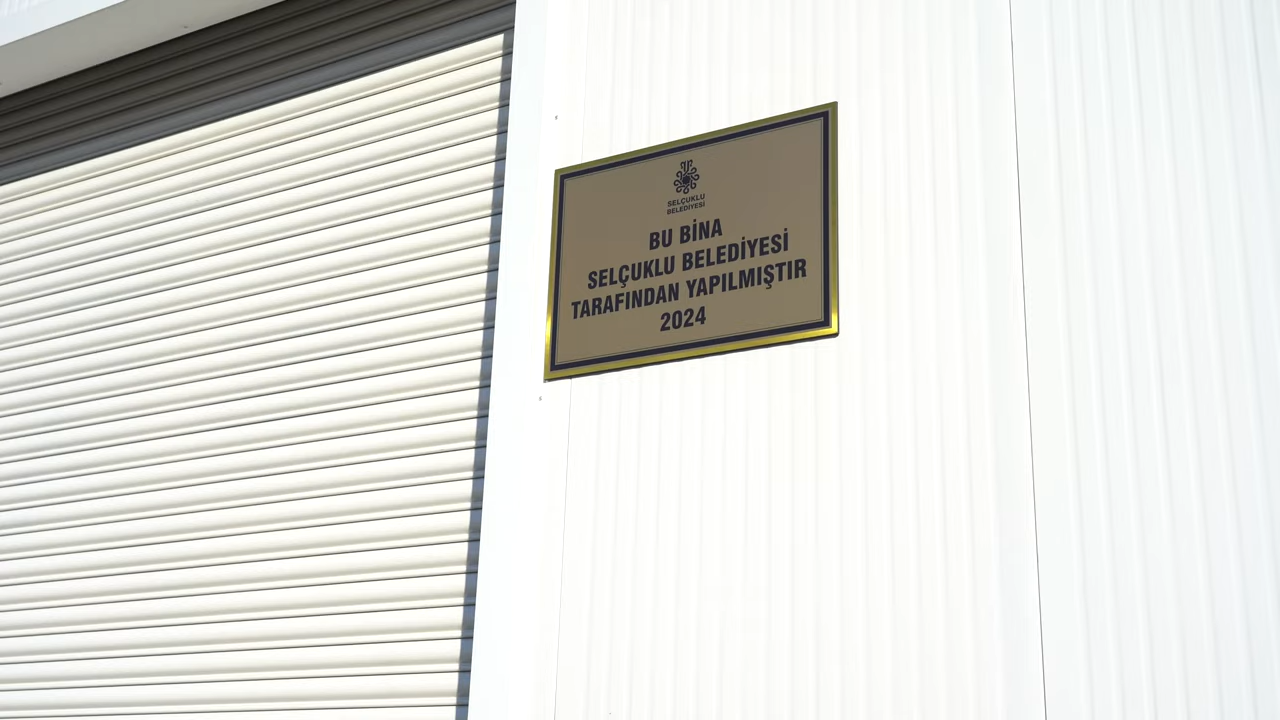 SELÇUKLU
BELEDİYESİ
BU BİNA
SELÇUKLU BELEDİYESİ
TARAFINDAN YAPILMIŞTIR
2024